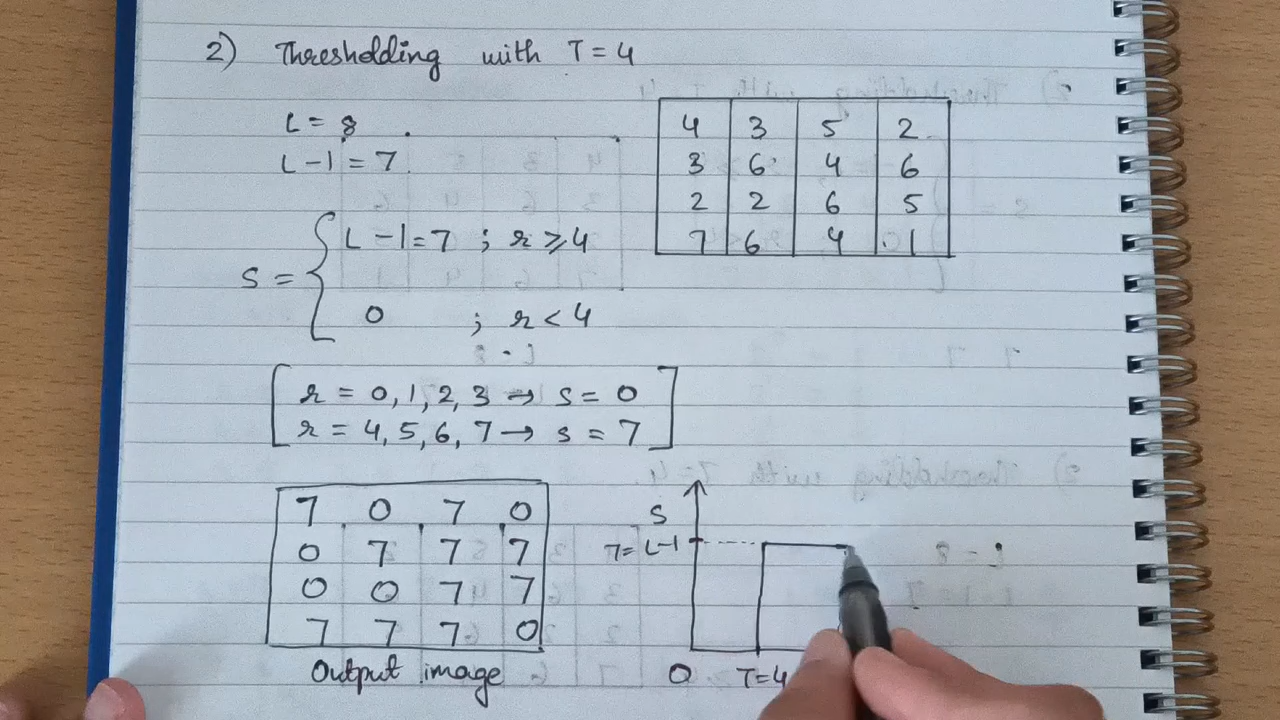 2) Thresholding with T = 4
L = 8
L - 1 = 7
4 3 5 2
3 6 4 6
2 2 6 5
7 6 4 1
s = { L - 1 = 7 ; r ≥ 4
0 ; r < 4
[ r = 0, 1, 2, 3 → s = 0
r = 4, 5, 6, 7 → s = 7 ]
7 0 7 0
0 7 7 7
0 0 7 7
7 7 7 0
Output image
S
7 = L-1
0 T=4